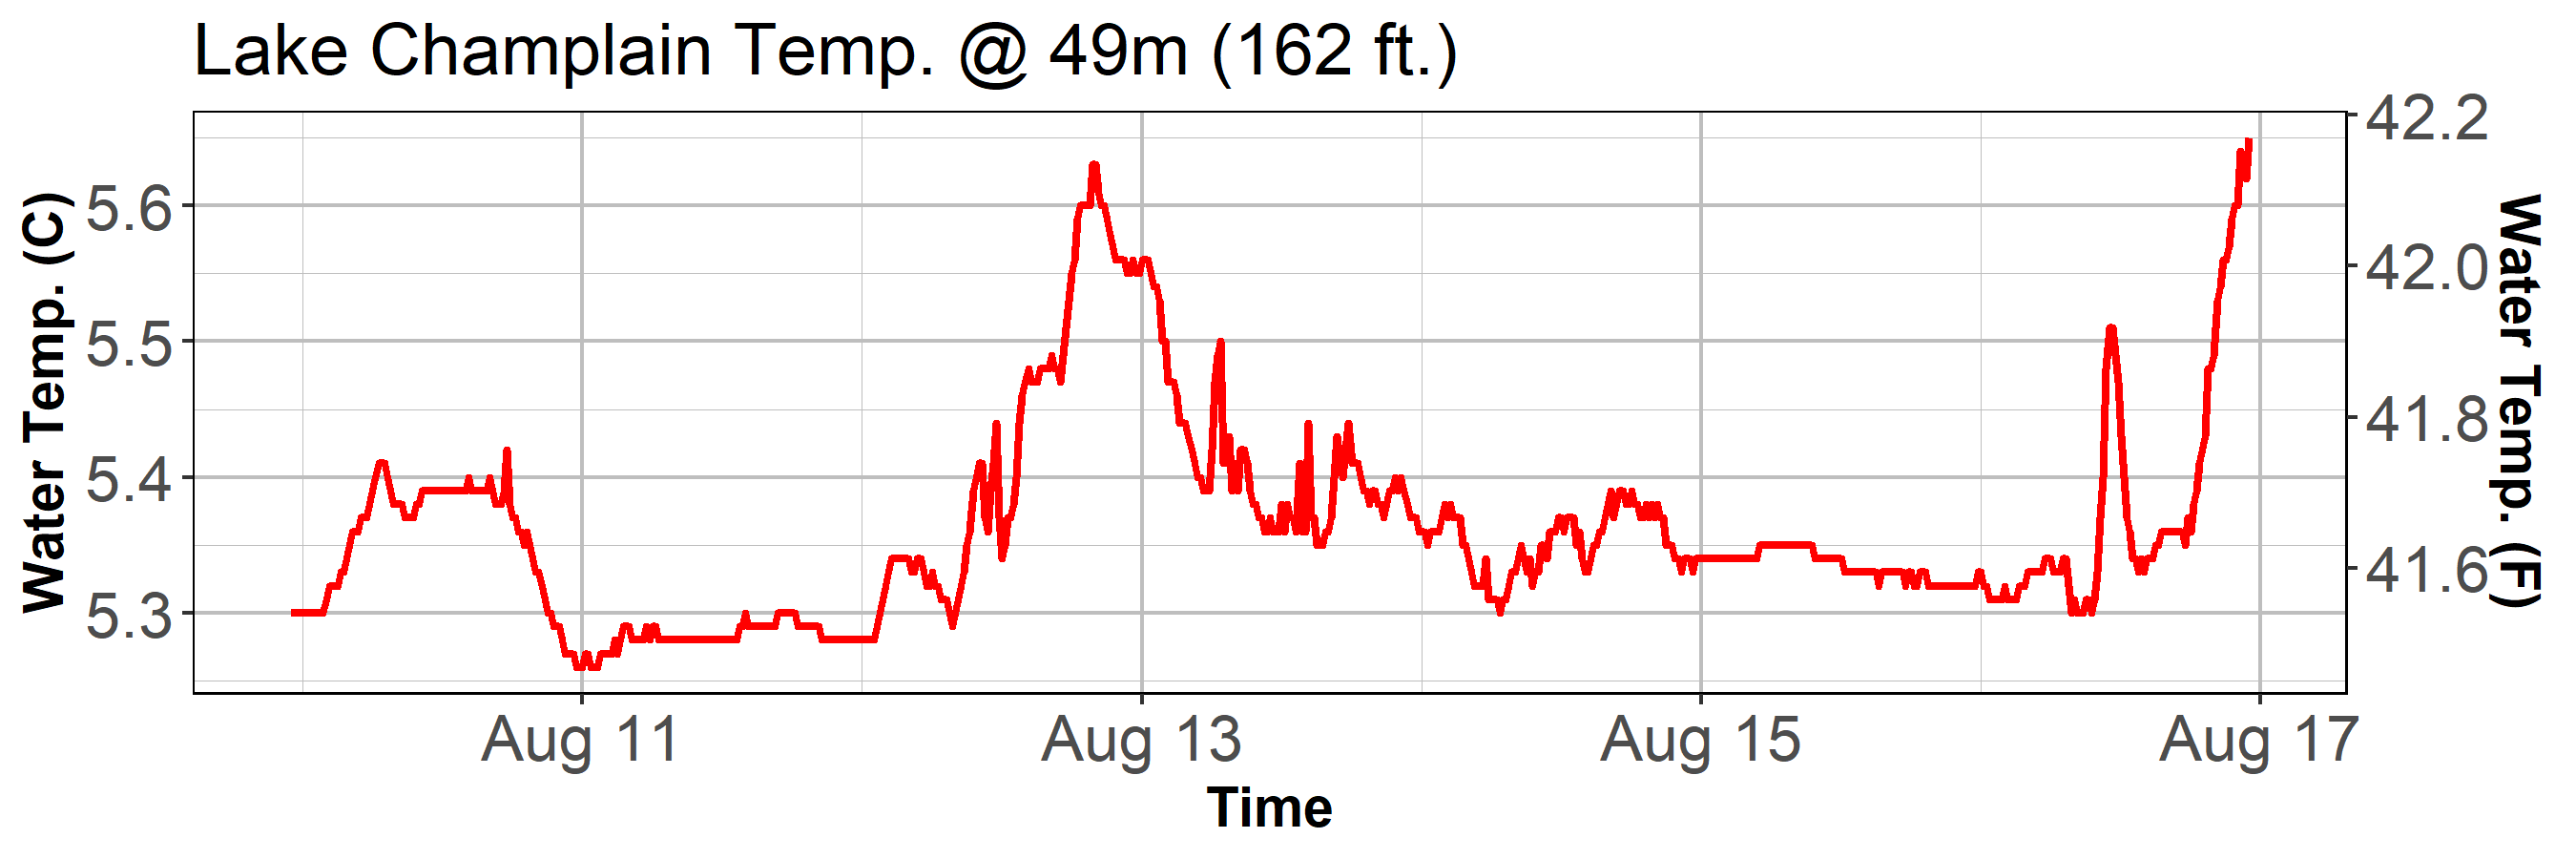 Lake Champlain Temp. @ 49m (162 ft.)
Water Temp. (C)
5.6
5.5
5.4
5.3
42.2
42.0
41.8
41.6
Water Temp. (F)
Aug 11 Aug 13 Aug 15 Aug 17
Time